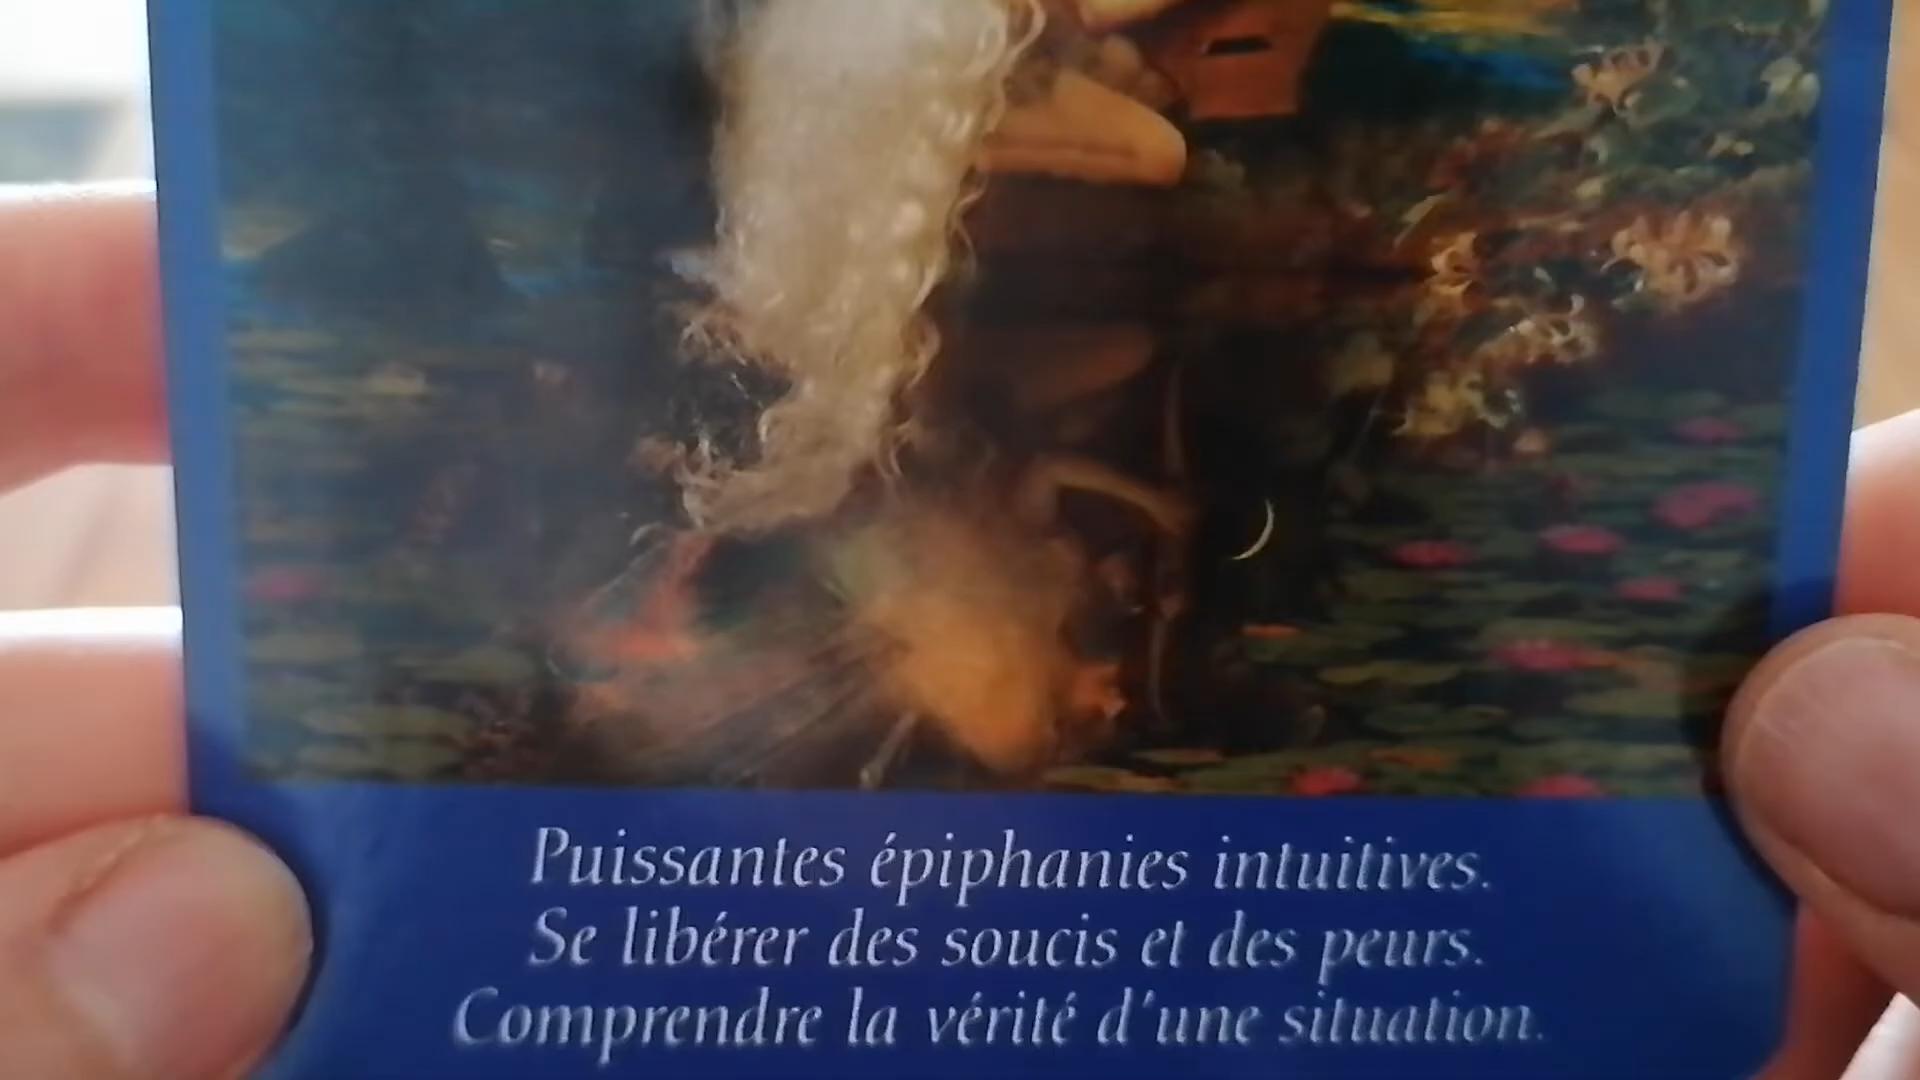 Puissantes épiphanies intuitives.
Se libérer des soucis et des peurs.
Comprendre la vérité d'une situation.